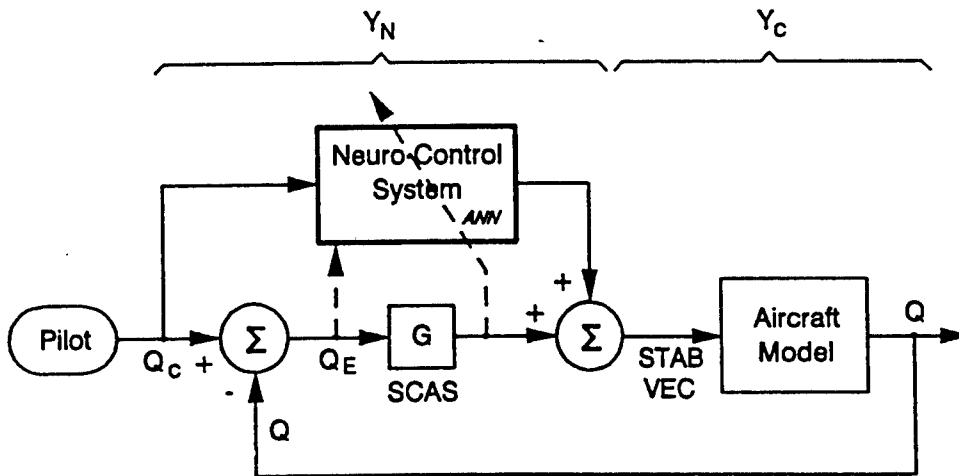 Y_N
Y_C
Neuro-Control
System
ANN
Pilot
Q_C
+
-
Σ
Q_E
G
SCAS
+
+
Σ
STAB
VEC
Aircraft
Model
Q
Q